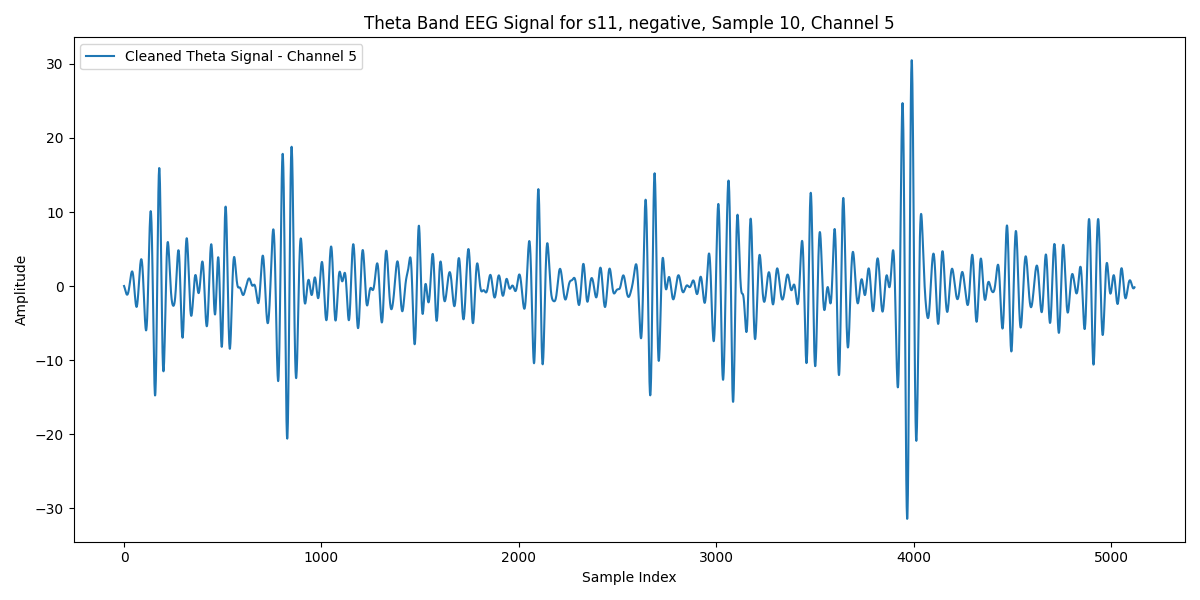 Theta Band EEG Signal for s11, negative, Sample 10, Channel 5
Cleaned Theta Signal - Channel 5
30
20
10
0
−10
−20
−30
Amplitude
0 1000 2000 3000 4000 5000
Sample Index